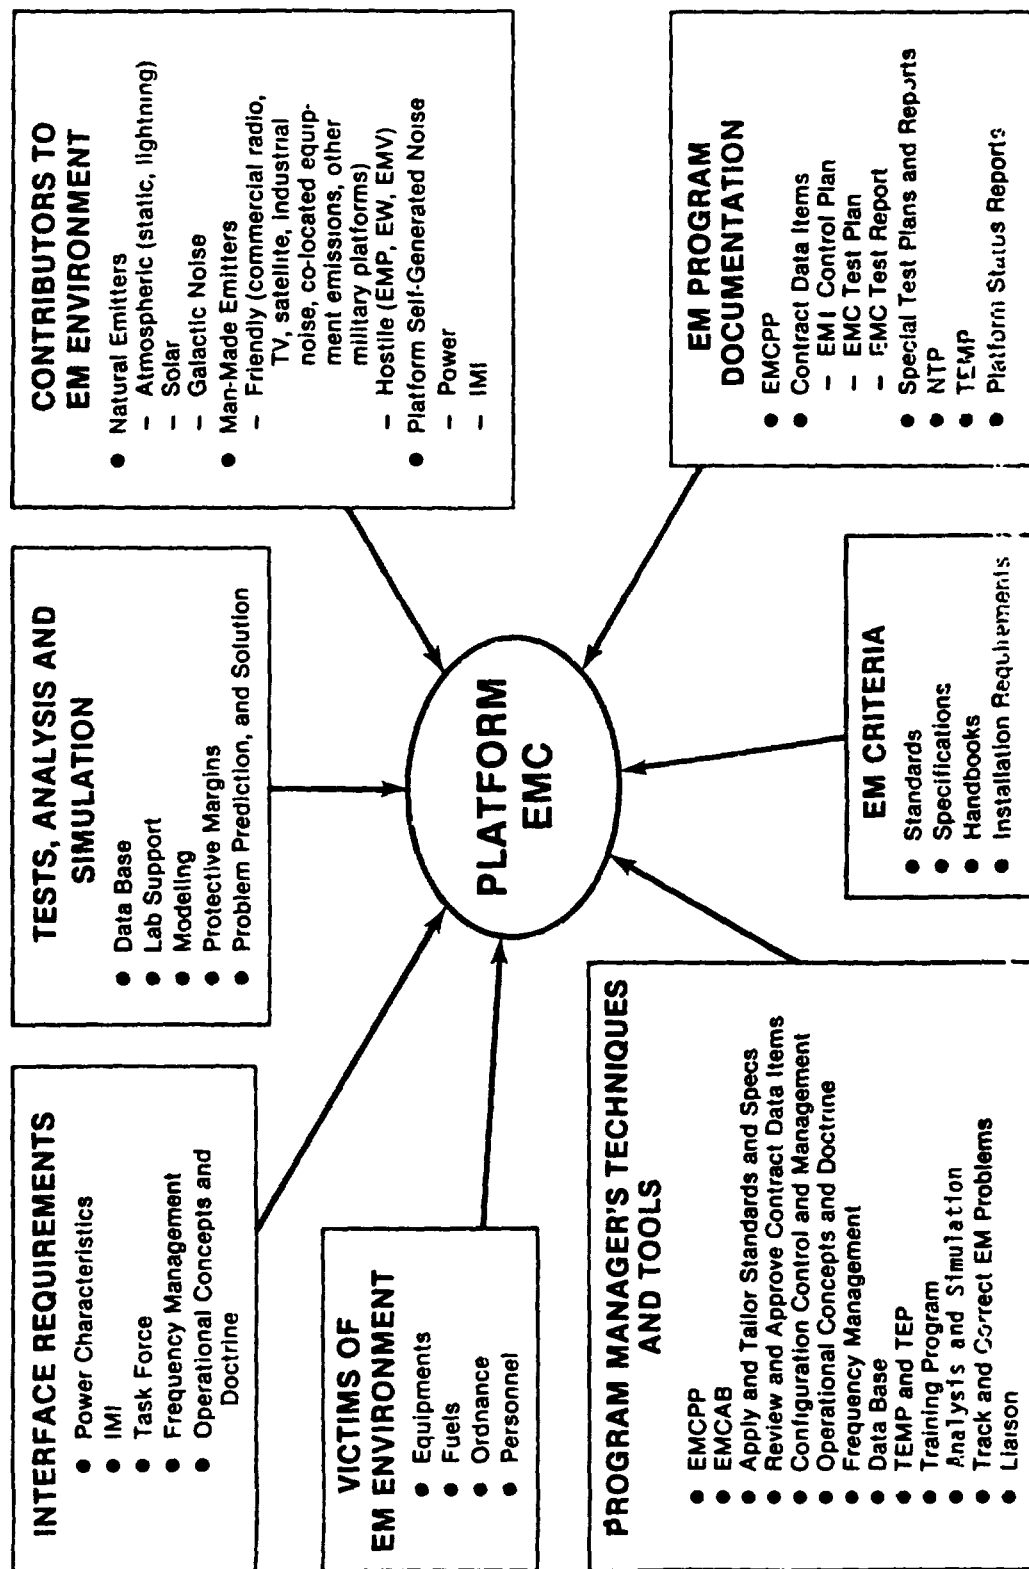 INTERFACE REQUIREMENTS
● Power Characteristics
● IMI
● Task Force
● Frequency Management
● Operational Concepts and
Doctrine
TESTS, ANALYSIS AND
SIMULATION
● Data Base
● Lab Support
● Modeling
● Protective Margins
● Problem Prediction, and Solution
CONTRIBUTORS TO
EM ENVIRONMENT
● Natural Emitters
– Atmospheric (static, lightning)
– Solar
– Galactic Noise
● Man-Made Emitters
– Friendly (commercial radio,
TV, satellite, industrial
noise, co-located equip-
ment emissions, other
military platforms)
– Hostile (EMP, EW, EMV)
● Platform Self-Generated Noise
– Power
– IMI
VICTIMS OF
EM ENVIRONMENT
● Equipments
● Fuels
● Ordnance
● Personnel
PLATFORM
EMC
PROGRAM MANAGER'S TECHNIQUES
AND TOOLS
● EMCPP
● EMCAB
● Apply and Tailor Standards and Specs
● Review and Approve Contract Data Items
● Configuration Control and Management
● Operational Concepts and Doctrine
● Frequency Management
● Data Base
● TEMP and TEP
● Training Program
● Analysis and Simulation
● Track and Correct EM Problems
● Liaison
EM CRITERIA
● Standards
● Specifications
● Handbooks
● Installation Requirements
EM PROGRAM
DOCUMENTATION
● EMCPP
● Contract Data Items
– EMI Control Plan
– EMC Test Plan
– EMC Test Report
● Special Test Plans and Reports
● NTP
● TEMP
● Platform Status Reports